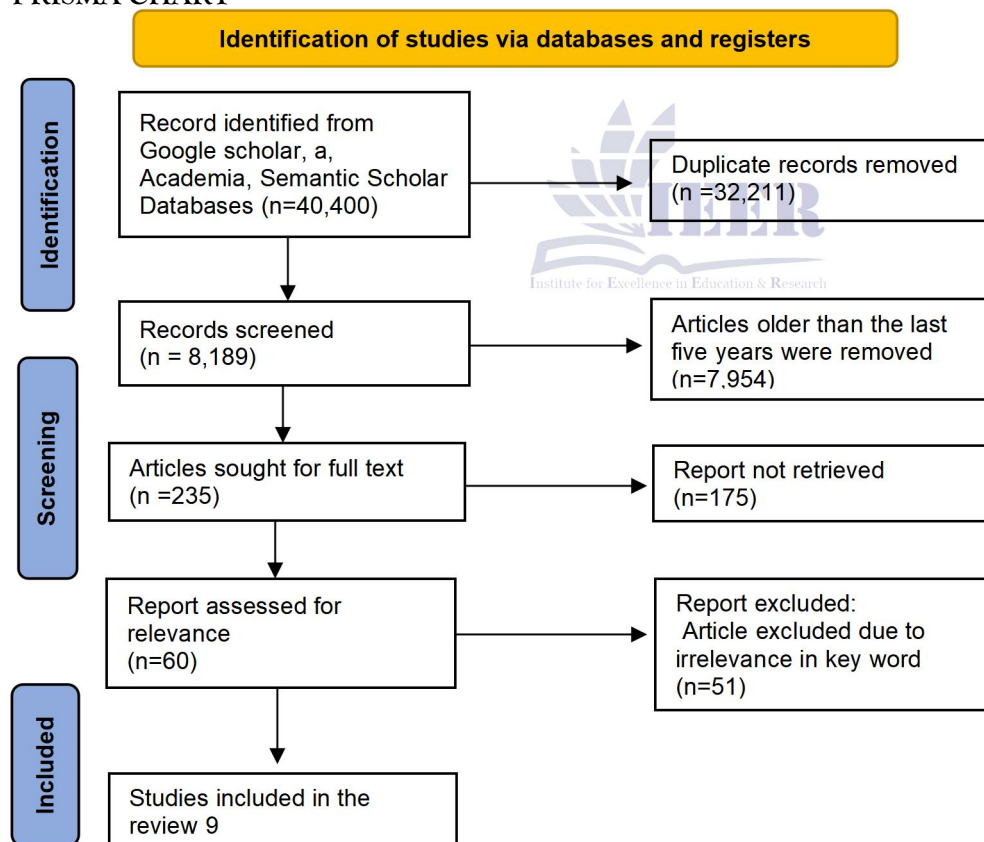 PRISMA CHART
Identification of studies via databases and registers
Identification
Record identified from
Google scholar, a,
Academia, Semantic Scholar
Databases (n=40,400)
Duplicate records removed
(n =32,211)
IEER
Institute for Excellence in Education & Research
Records screened
(n = 8,189)
Articles older than the last
five years were removed
(n=7,954)
Screening
Articles sought for full text
(n =235)
Report not retrieved
(n=175)
Report assessed for
relevance
(n=60)
Report excluded:
Article excluded due to
irrelevance in key word
(n=51)
Included
Studies included in the
review 9